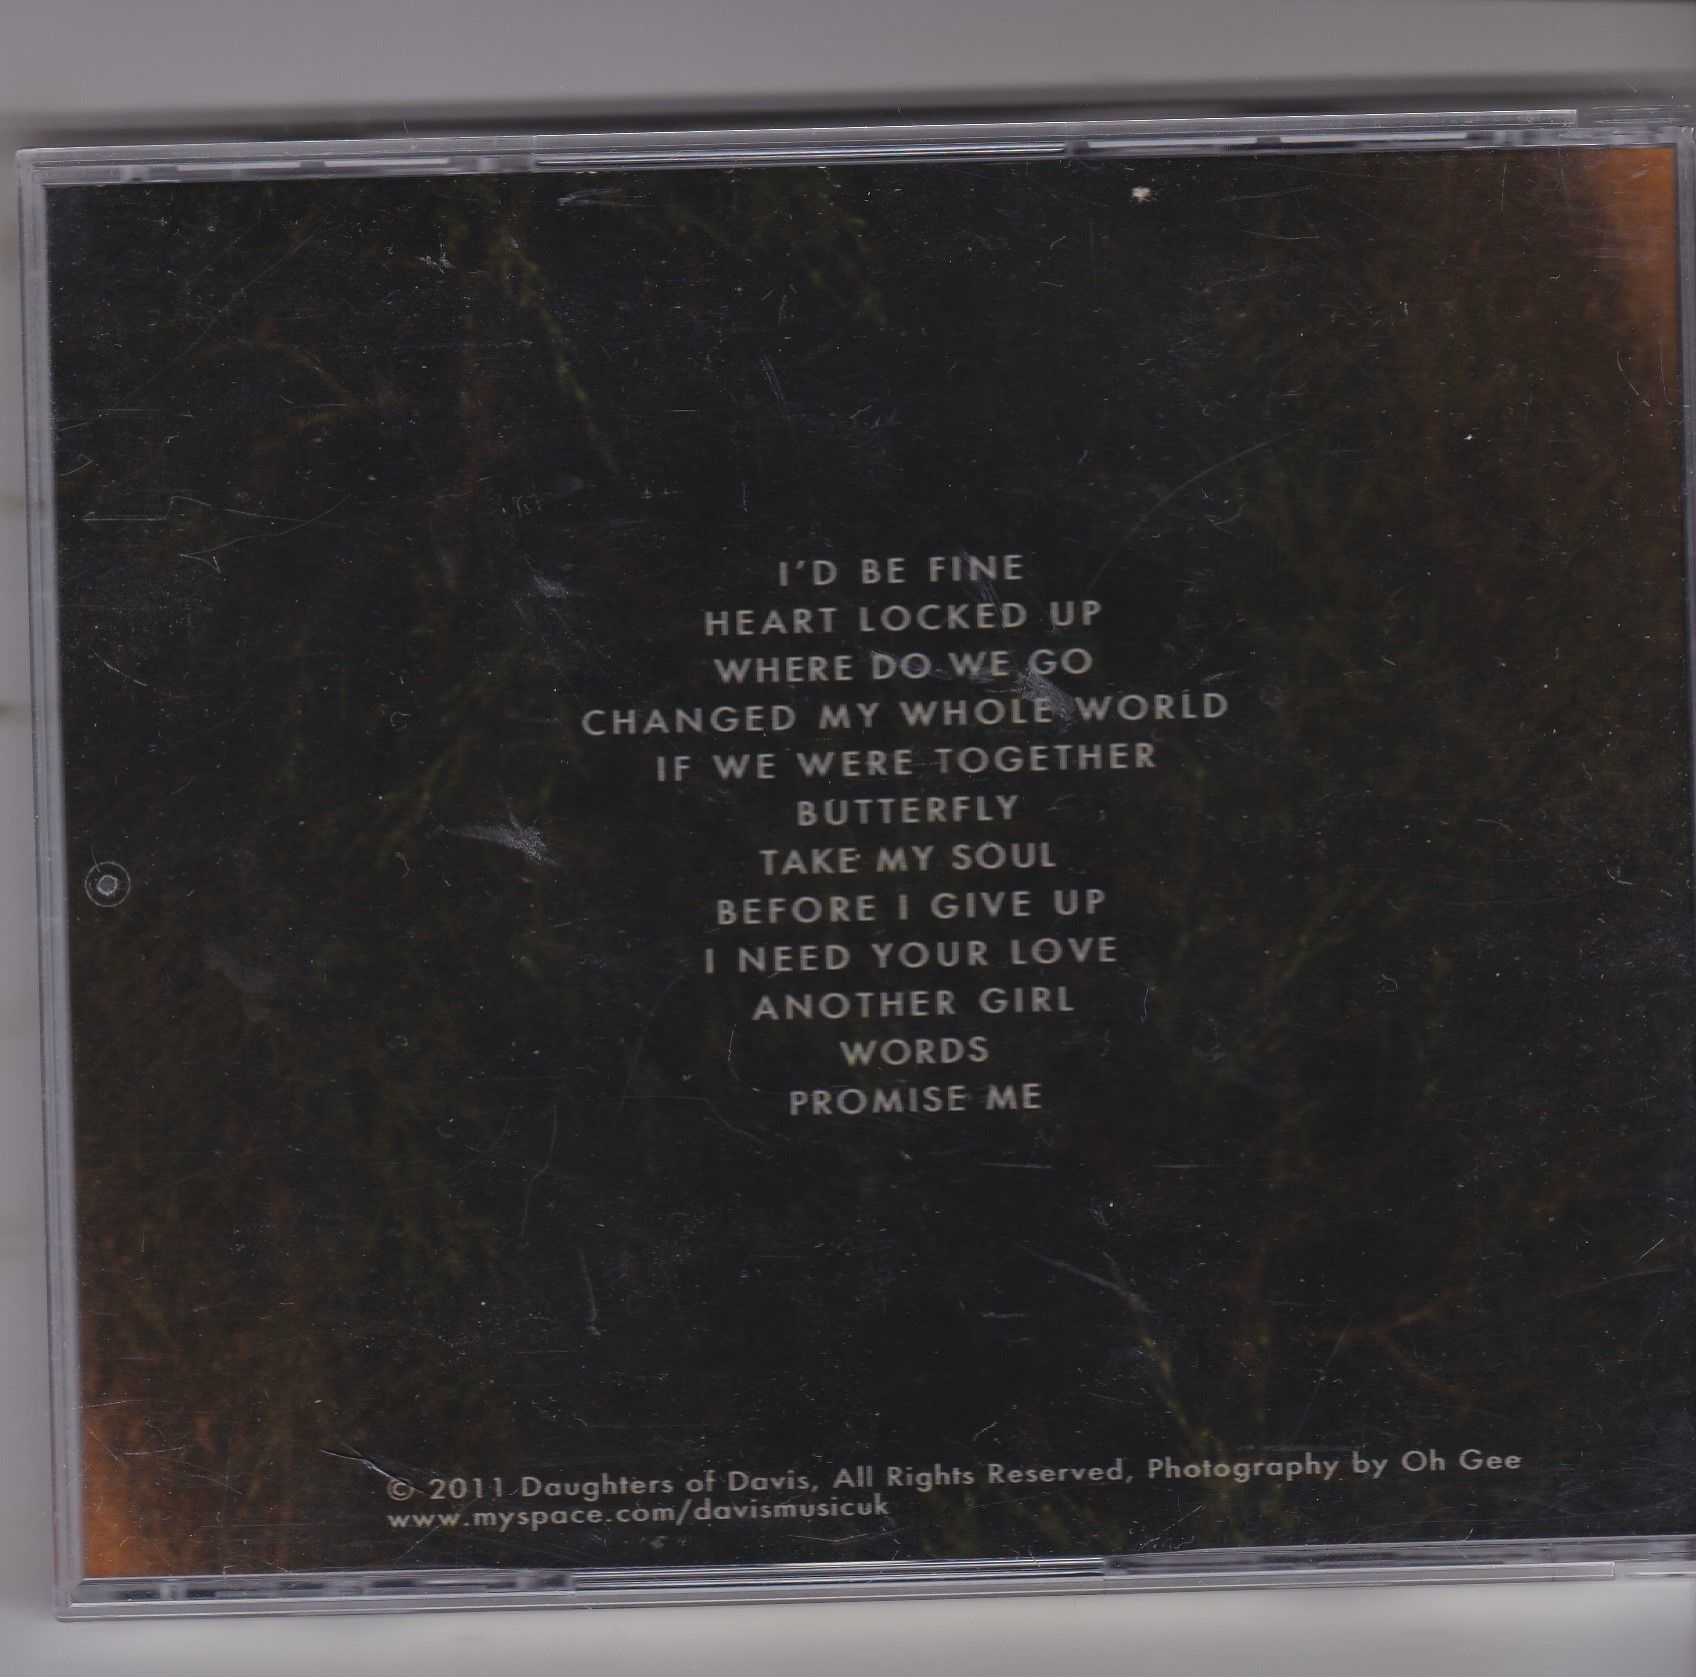 I'D BE FINE
HEART LOCKED UP
WHERE DO WE GO
CHANGED MY WHOLE WORLD
IF WE WERE TOGETHER
BUTTERFLY
TAKE MY SOUL
BEFORE I GIVE UP
I NEED YOUR LOVE
ANOTHER GIRL
WORDS
PROMISE ME
© 2011 Daughters of Davis, All Rights Reserved, Photography by Oh Gee
www.myspace.com/davismusicuk